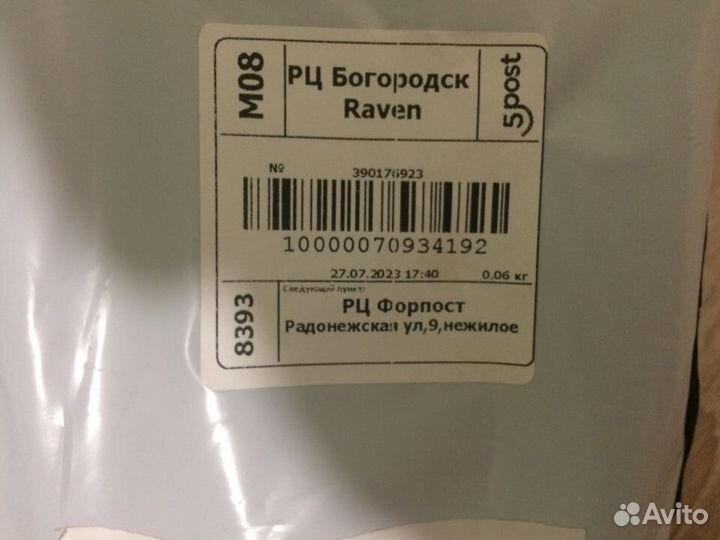 M08
РЦ Богородск
Raven
5post
№
390176923
10000070934192
27.07.2023 17:40 0.06 кг
8393
Следующий пункт:
РЦ Форпост
Радонежская ул,9,нежилое
Avito